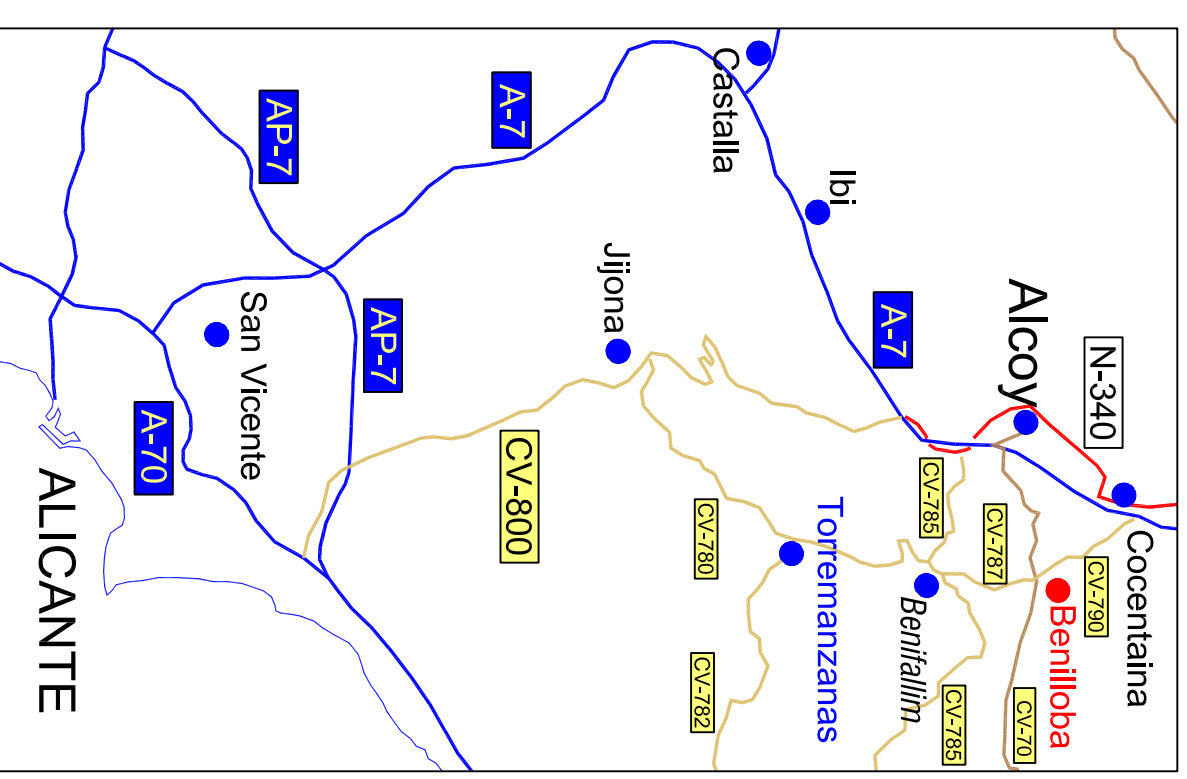 N-340
Cocentaina
Alcoy
Benilloba
CV-790
CV-70
CV-787
CV-785
CV-785
Benifallim
A-7
Ibi
Torremanzanas
Castalla
CV-780
CV-782
Jijona
A-7
CV-800
AP-7
AP-7
San Vicente
A-70
ALICANTE